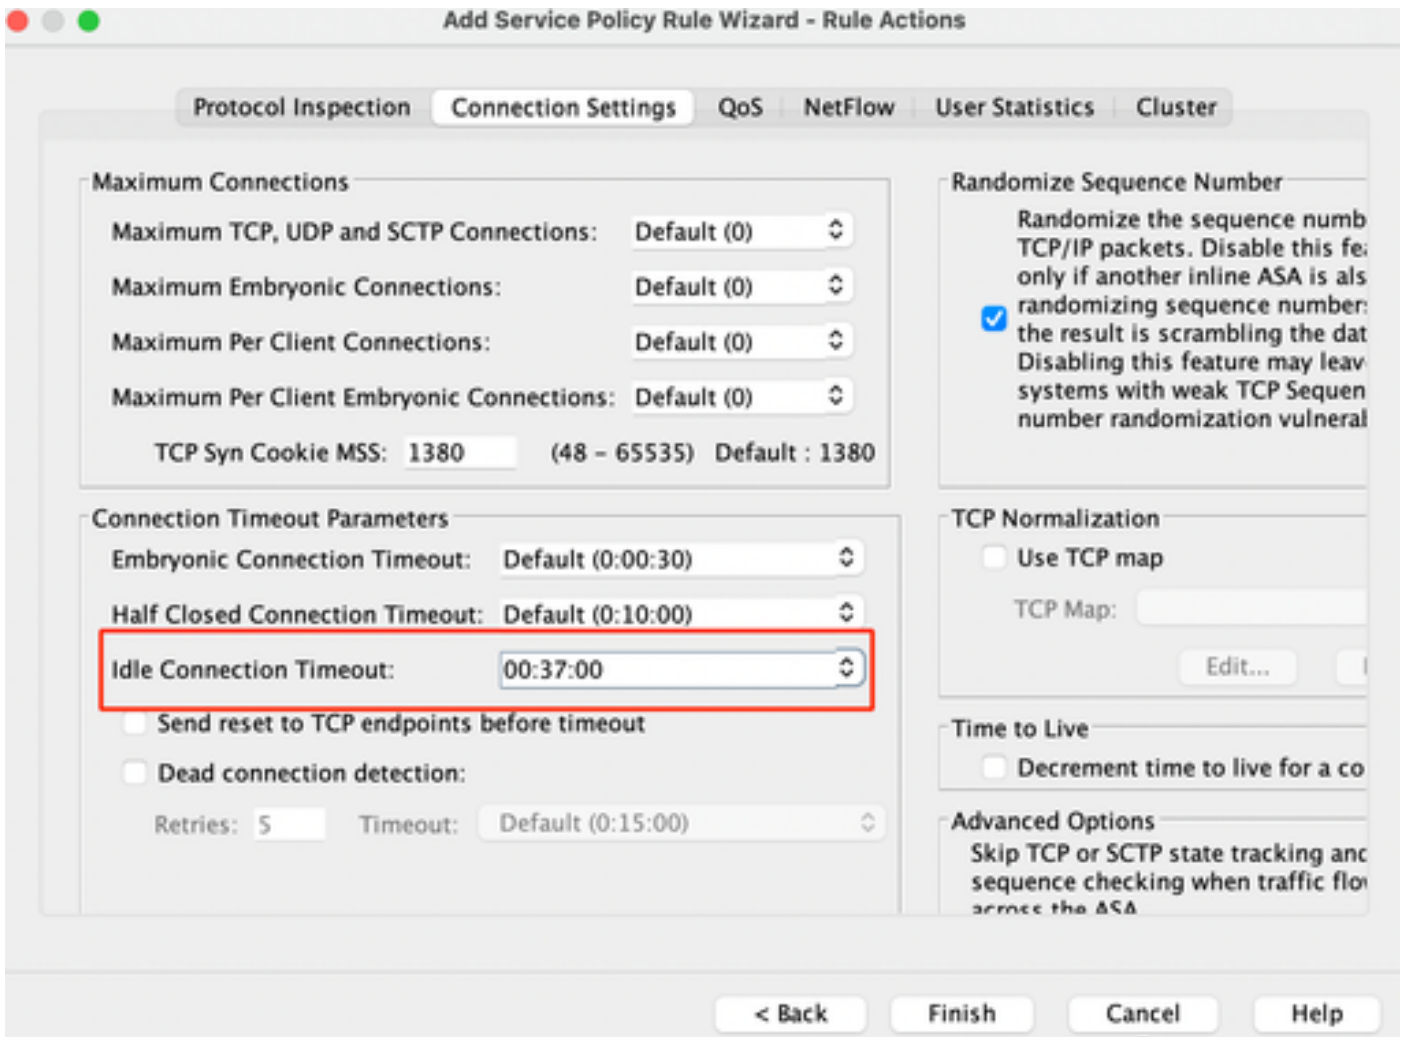 Add Service Policy Rule Wizard - Rule Actions
Protocol Inspection Connection Settings QoS NetFlow User Statistics Cluster
Maximum Connections
Maximum TCP, UDP and SCTP Connections: Default (0)
Maximum Embryonic Connections: Default (0)
Maximum Per Client Connections: Default (0)
Maximum Per Client Embryonic Connections: Default (0)
TCP Syn Cookie MSS: 1380 (48 - 65535) Default : 1380
Connection Timeout Parameters
Embryonic Connection Timeout: Default (0:00:30)
Half Closed Connection Timeout: Default (0:10:00)
Idle Connection Timeout: 00:37:00
Send reset to TCP endpoints before timeout
Dead connection detection:
Retries: 5 Timeout: Default (0:15:00)
Randomize Sequence Number
Randomize the sequence numb
TCP/IP packets. Disable this fea
only if another inline ASA is als
randomizing sequence numbers
the result is scrambling the dat
Disabling this feature may leav
systems with weak TCP Sequen
number randomization vulneral
TCP Normalization
Use TCP map
TCP Map:
Edit...
Time to Live
Decrement time to live for a co
Advanced Options
Skip TCP or SCTP state tracking and
sequence checking when traffic flo
across the ASA
< Back Finish Cancel Help